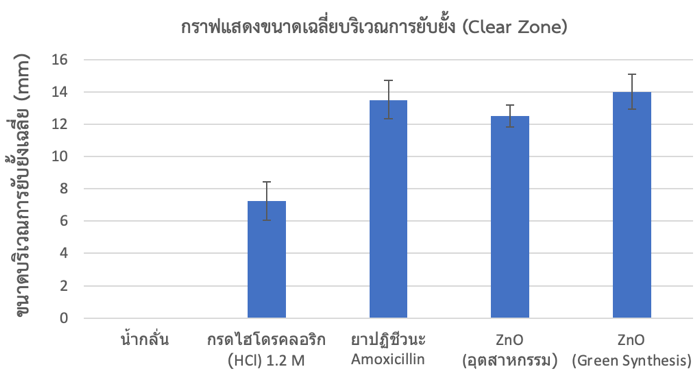 กราฟแสดงขนาดเฉลี่ยบริเวณการยับยั้ง (Clear Zone)
ขนาดบริเวณการยับยั้งเฉลี่ย (mm)
16
14
12
10
8
6
4
2
0
น้ำกลั่น
กรดไฮโดรคลอริก
(HCl) 1.2 M
ยาปฏิชีวนะ
Amoxicillin
ZnO
(อุตสาหกรรม)
ZnO
(Green Synthesis)